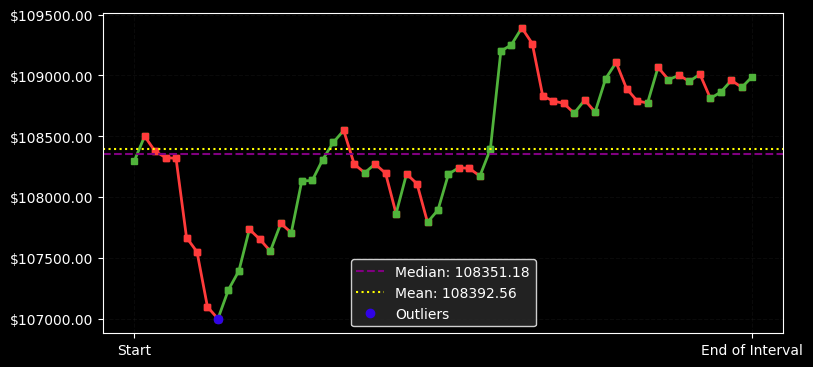 $109500.00
$109000.00
$108500.00
$108000.00
$107500.00
$107000.00
Median: 108351.18
Mean: 108392.56
Outliers
Start
End of Interval